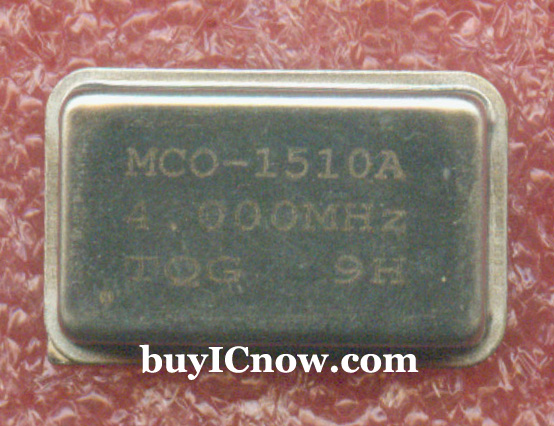 MCO-1510A
4.000MHz
TQG 9H
buyICnow.com